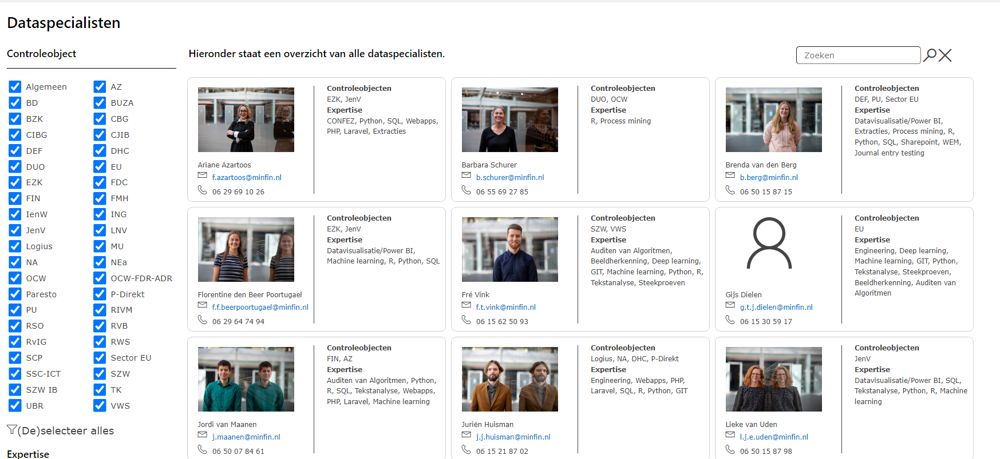 Dataspecialisten
Controleobject
Algemeen AZ
BD BUZA
BZK CBG
CIBG CJIB
DEF DHC
DUO EU
EZK FDC
FIN FMH
IenW ING
JenV LNV
Logius MU
NA NEa
OCW OCW-FDR-ADR
Paresto P-Direkt
PU RIVM
RSO RVB
RvIG RWS
SCP Sector EU
SSC-ICT SZW
SZW IB TK
UBR VWS
(De)selecteer alles
Expertise
Hieronder staat een overzicht van alle dataspecialisten.
Zoeken
Ariane Azartoos
f.azartoos@minfin.nl
06 29 69 10 26
Controleobjecten
EZK, JenV
Expertise
CONFEZ, Python, SQL, Webapps,
PHP, Laravel, Extracties
Barbara Schurer
b.schurer@minfin.nl
06 55 69 27 85
Controleobjecten
DUO, OCW
Expertise
R, Process mining
Brenda van den Berg
b.berg@minfin.nl
06 50 15 87 15
Controleobjecten
DEF, PU, Sector EU
Expertise
Datavisualisatie/Power BI,
Extracties, Process mining, R,
Python, SQL, Sharepoint, WEM,
Journal entry testing
Florentine den Beer Poortugael
f.f.beerpoortugael@minfin.nl
06 29 64 74 94
Controleobjecten
EZK, JenV
Expertise
Datavisualisatie/Power BI,
Machine learning, R, Python, SQL
Fré Vink
f.t.vink@minfin.nl
06 15 62 50 93
Controleobjecten
SZW, VWS
Expertise
Auditen van Algoritmen,
Beeldherkenning, Deep learning,
GIT, Machine learning, Python, R,
Tekstanalyse, Steekproeven
Gijs Dielen
g.t.j.dielen@minfin.nl
06 15 30 59 17
Controleobjecten
EU
Expertise
Engineering, Deep learning,
Machine learning, GIT, Python,
Tekstanalyse, Steekproeven,
Beeldherkenning, Auditen van
Algoritmen
Jordi van Maanen
j.maanen@minfin.nl
06 50 07 84 61
Controleobjecten
FIN, AZ
Expertise
Auditen van Algoritmen, Python,
R, SQL, Tekstanalyse, Webapps,
PHP, Laravel, Machine learning
Juriën Huisman
j.j.huisman@minfin.nl
06 15 21 87 02
Controleobjecten
Logius, NA, DHC, P-Direkt
Expertise
Engineering, Webapps, PHP,
Laravel, SQL, R, Python, GIT
Lieke van Uden
l.j.e.uden@minfin.nl
06 50 15 87 98
Controleobjecten
JenV
Expertise
Datavisualisatie/Power BI, SQL,
Tekstanalyse, Python, R, Machine
learning